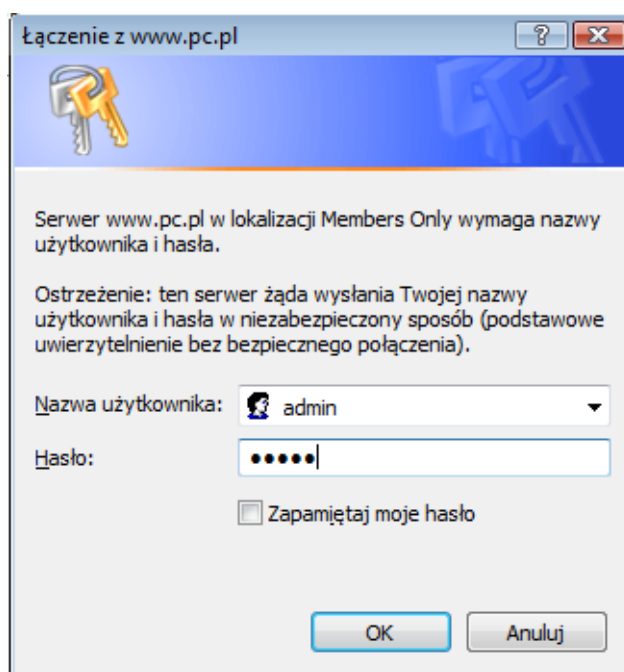 Łączenie z www.pc.pl
Serwer www.pc.pl w lokalizacji Members Only wymaga nazwy
użytkownika i hasła.
Ostrzeżenie: ten serwer żąda wysłania Twojej nazwy
użytkownika i hasła w niezabezpieczony sposób (podstawowe
uwierzytelnienie bez bezpiecznego połączenia).
Nazwa użytkownika: admin
Hasło: •••••
Zapamiętaj moje hasło
OK Anuluj